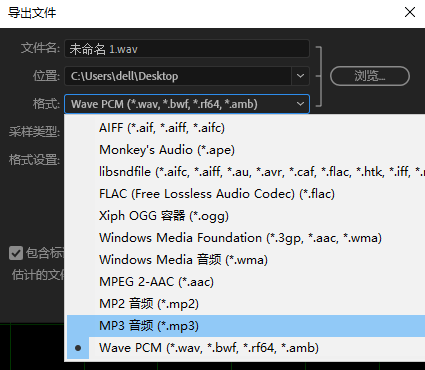 导出文件
文件名: 未命名 1.wav
位置: C:\Users\dell\Desktop
浏览...
格式: Wave PCM (*.wav, *.bwf, *.rf64, *.amb)
采样类型:
格式设置:
AIFF (*.aif, *.aiff, *.aifc)
Monkey's Audio (*.ape)
libsndfile (*.aifc, *.aiff, *.au, *.avr, *.caf, *.flac, *.htk, *.iff, *.m
FLAC (Free Lossless Audio Codec) (*.flac)
Xiph OGG 容器 (*.ogg)
Windows Media Foundation (*.3gp, *.aac, *.wma)
包含标
Windows Media 音频 (*.wma)
估计的文件
MPEG 2-AAC (*.aac)
MP2 音频 (*.mp2)
MP3 音频 (*.mp3)
Wave PCM (*.wav, *.bwf, *.rf64, *.amb)